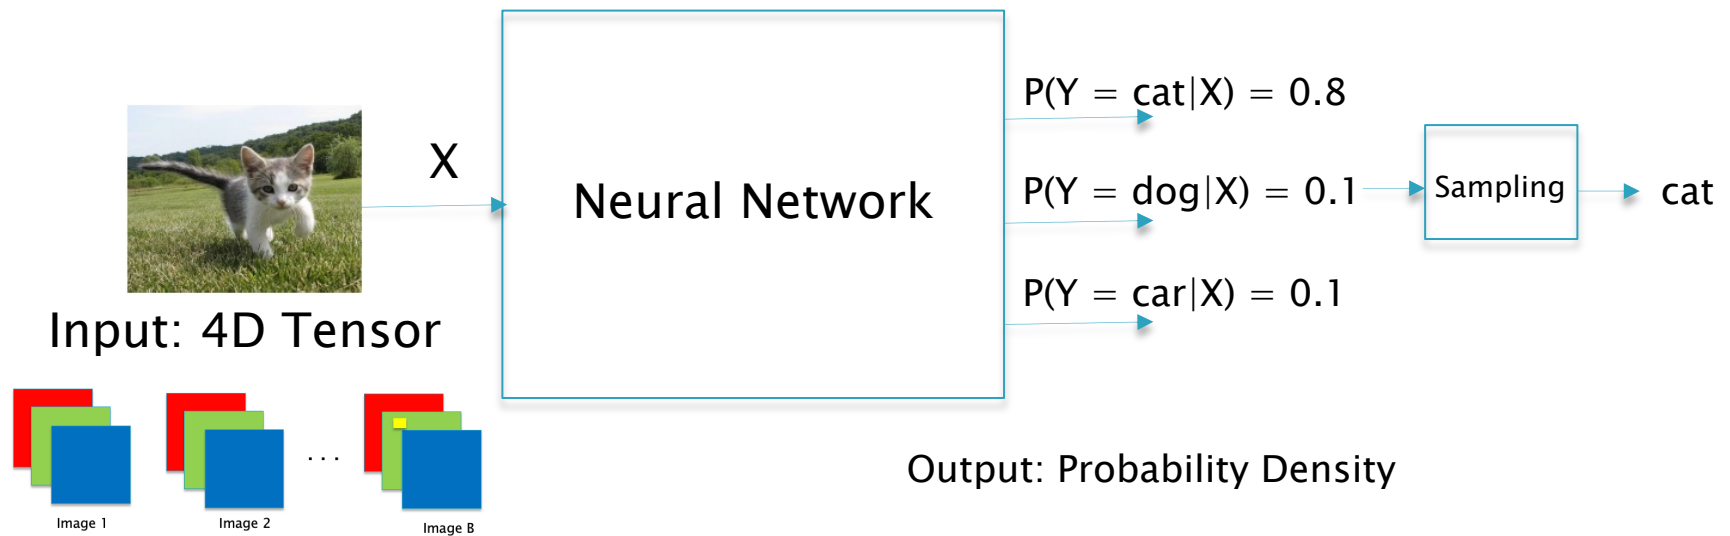 X
Neural Network
P(Y = cat|X) = 0.8
P(Y = dog|X) = 0.1
P(Y = car|X) = 0.1
Sampling
cat
Input: 4D Tensor
. . .
Image 1
Image 2
Image B
Output: Probability Density